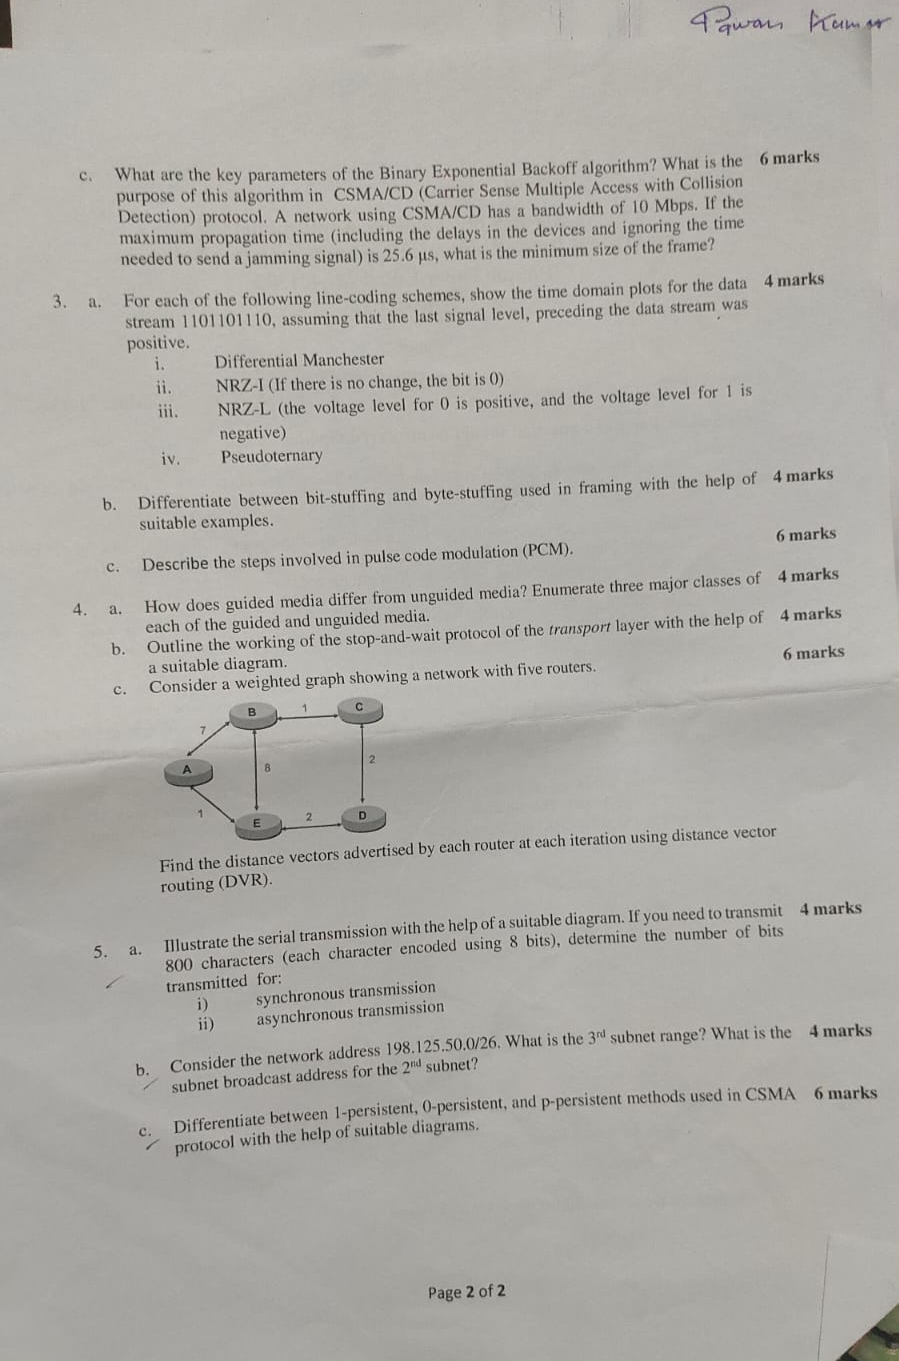 Pawan Kumar
c. What are the key parameters of the Binary Exponential Backoff algorithm? What is the 6 marks
purpose of this algorithm in CSMA/CD (Carrier Sense Multiple Access with Collision
Detection) protocol. A network using CSMA/CD has a bandwidth of 10 Mbps. If the
maximum propagation time (including the delays in the devices and ignoring the time
needed to send a jamming signal) is 25.6 µs, what is the minimum size of the frame?
3. a. For each of the following line-coding schemes, show the time domain plots for the data 4 marks
stream 1101101110, assuming that the last signal level, preceding the data stream was
positive.
i. Differential Manchester
ii. NRZ-I (If there is no change, the bit is 0)
iii. NRZ-L (the voltage level for 0 is positive, and the voltage level for 1 is
negative)
iv. Pseudoternary
b. Differentiate between bit-stuffing and byte-stuffing used in framing with the help of 4 marks
suitable examples.
c. Describe the steps involved in pulse code modulation (PCM). 6 marks
4. a. How does guided media differ from unguided media? Enumerate three major classes of 4 marks
each of the guided and unguided media.
b. Outline the working of the stop-and-wait protocol of the transport layer with the help of 4 marks
a suitable diagram.
c. Consider a weighted graph showing a network with five routers. 6 marks
B 1 C
7
A 8 2
1 E 2 D
Find the distance vectors advertised by each router at each iteration using distance vector
routing (DVR).
5. a. Illustrate the serial transmission with the help of a suitable diagram. If you need to transmit 4 marks
800 characters (each character encoded using 8 bits), determine the number of bits
transmitted for:
i) synchronous transmission
ii) asynchronous transmission
b. Consider the network address 198.125.50.0/26. What is the 3rd subnet range? What is the 4 marks
subnet broadcast address for the 2nd subnet?
c. Differentiate between 1-persistent, 0-persistent, and p-persistent methods used in CSMA 6 marks
protocol with the help of suitable diagrams.
Page 2 of 2